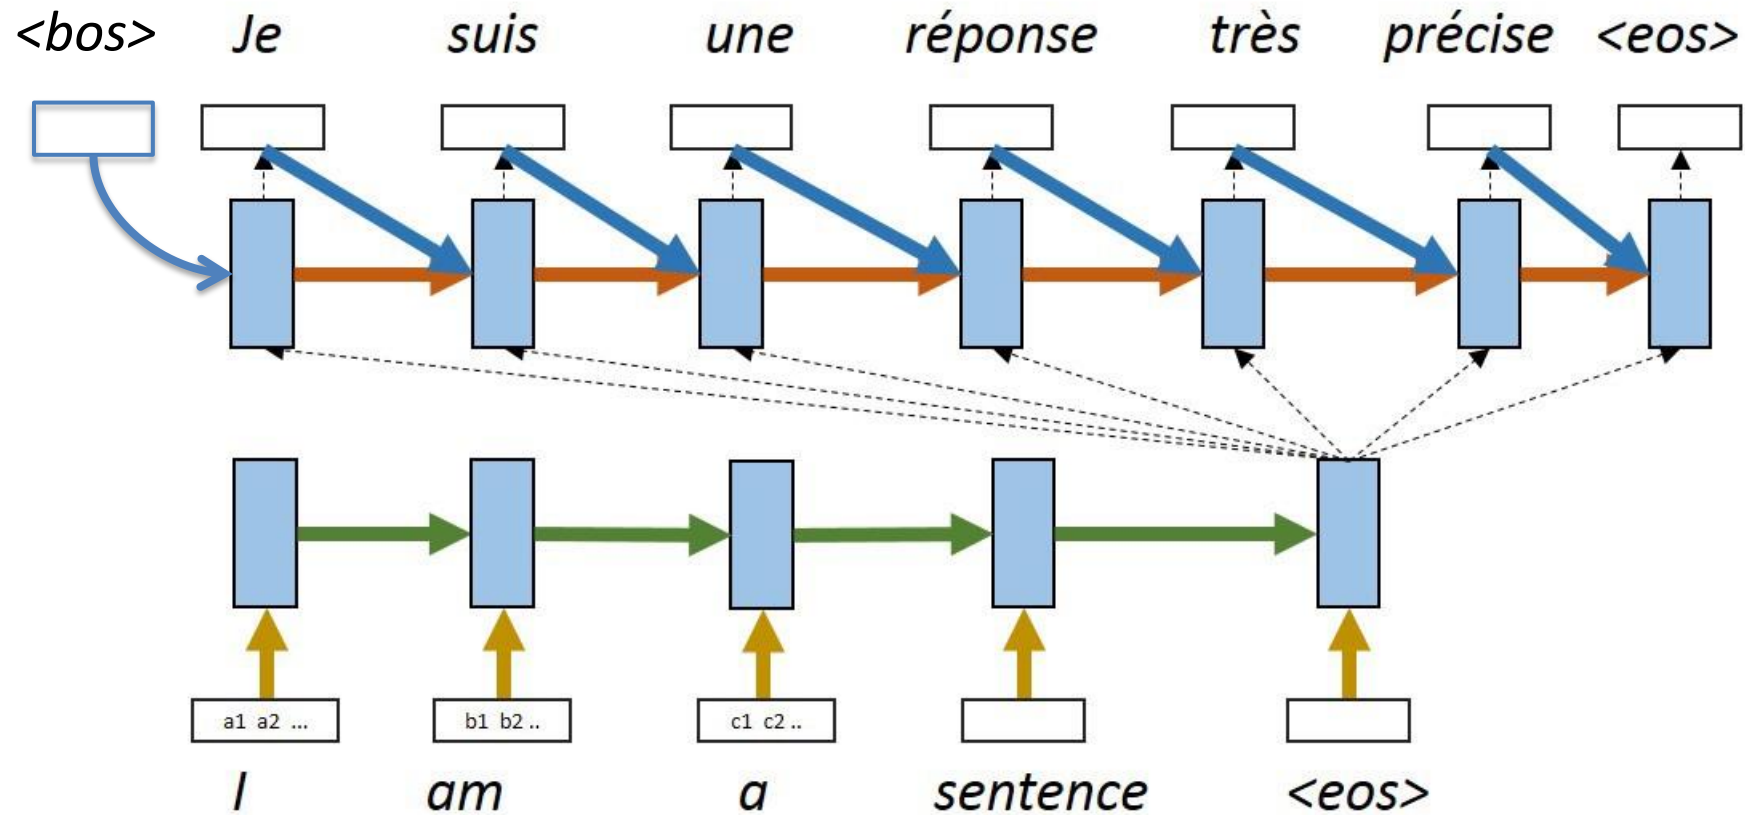 <bos> Je suis une réponse très précise <eos>
a1 a2 ... b1 b2 .. c1 c2 ..
I am a sentence <eos>